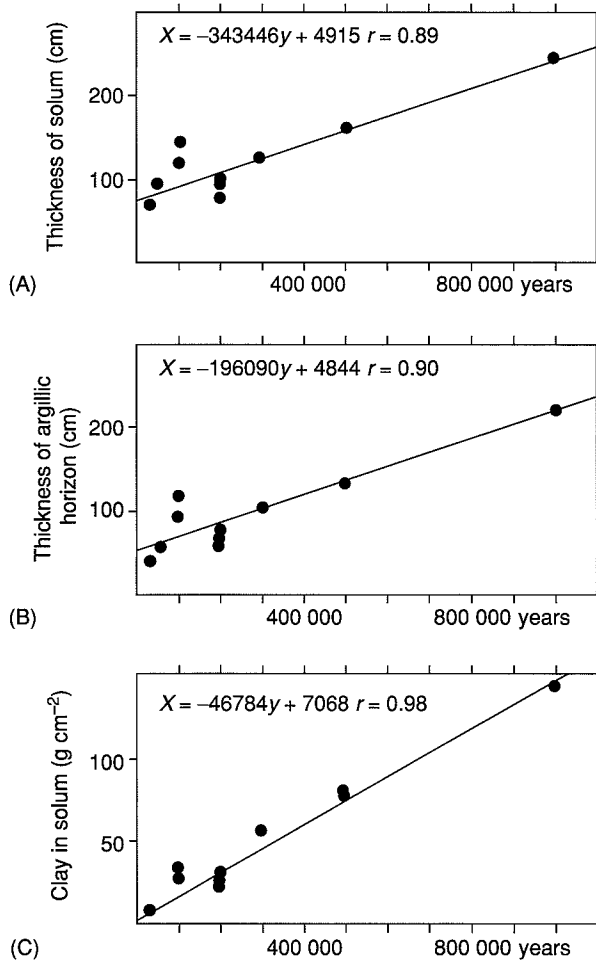 X = –343446y + 4915 r = 0.89
Thickness of solum (cm)
200
100
(A)
400 000
800 000 years
X = –196090y + 4844 r = 0.90
Thickness of argillic
horizon (cm)
200
100
(B)
400 000
800 000 years
X = –46784y + 7068 r = 0.98
Clay in solum (g cm⁻²)
100
50
(C)
400 000
800 000 years